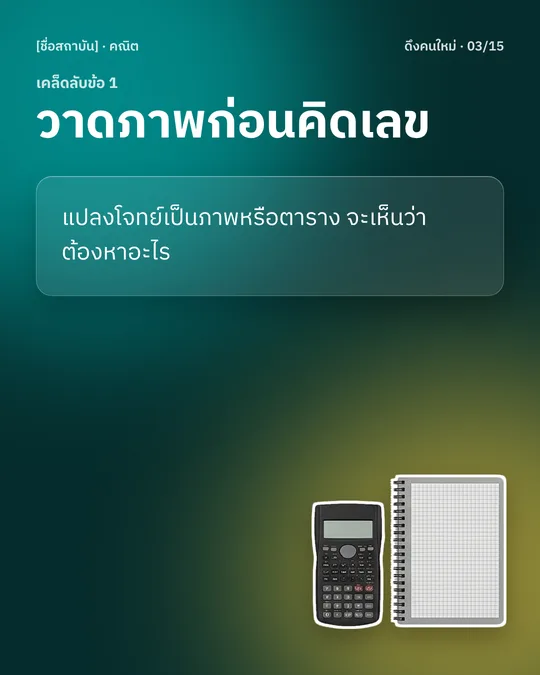 [ชื่อสถาบัน] · คณิต
ดึงคนใหม่ · 03/15
เคล็ดลับข้อ 1
วาดภาพก่อนคิดเลข
แปลงโจทย์เป็นภาพหรือตาราง จะเห็นว่า
ต้องหาอะไร